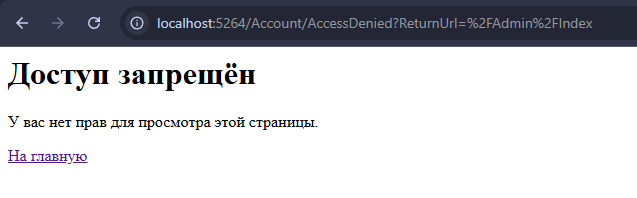 localhost:5264/Account/AccessDenied?ReturnUrl=%2FAdmin%2FIndex
Доступ запрещён
У вас нет прав для просмотра этой страницы.
На главную